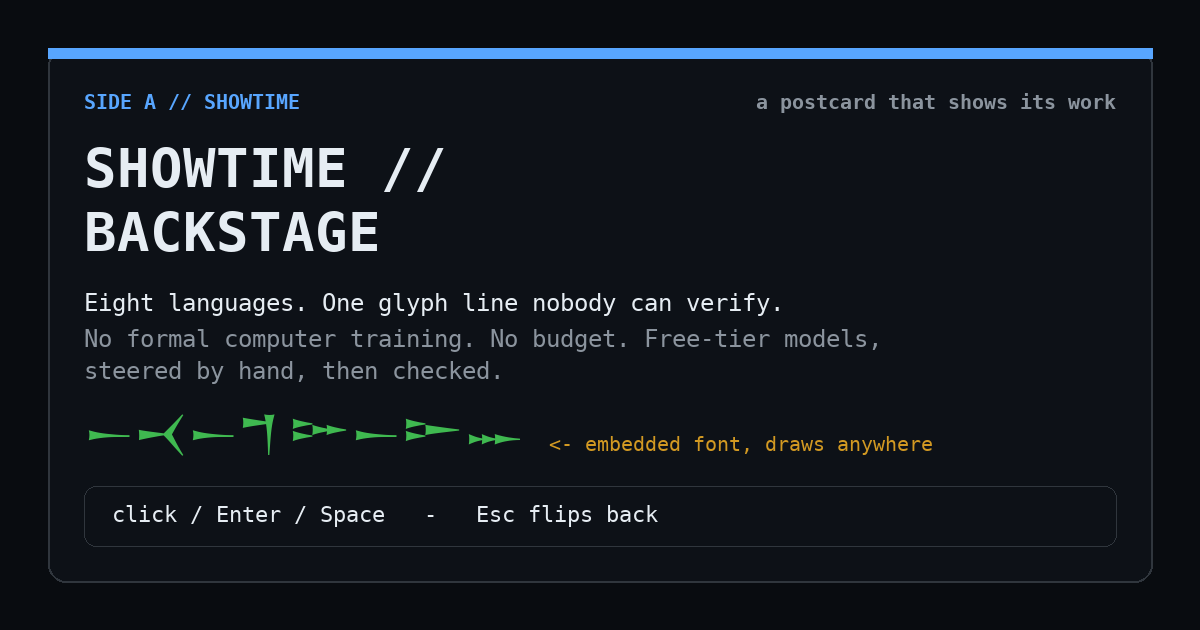 SIDE A // SHOWTIME
a postcard that shows its work
SHOWTIME //
BACKSTAGE
Eight languages. One glyph line nobody can verify.
No formal computer training. No budget. Free-tier models,
steered by hand, then checked.
<- embedded font, draws anywhere
click / Enter / Space - Esc flips back